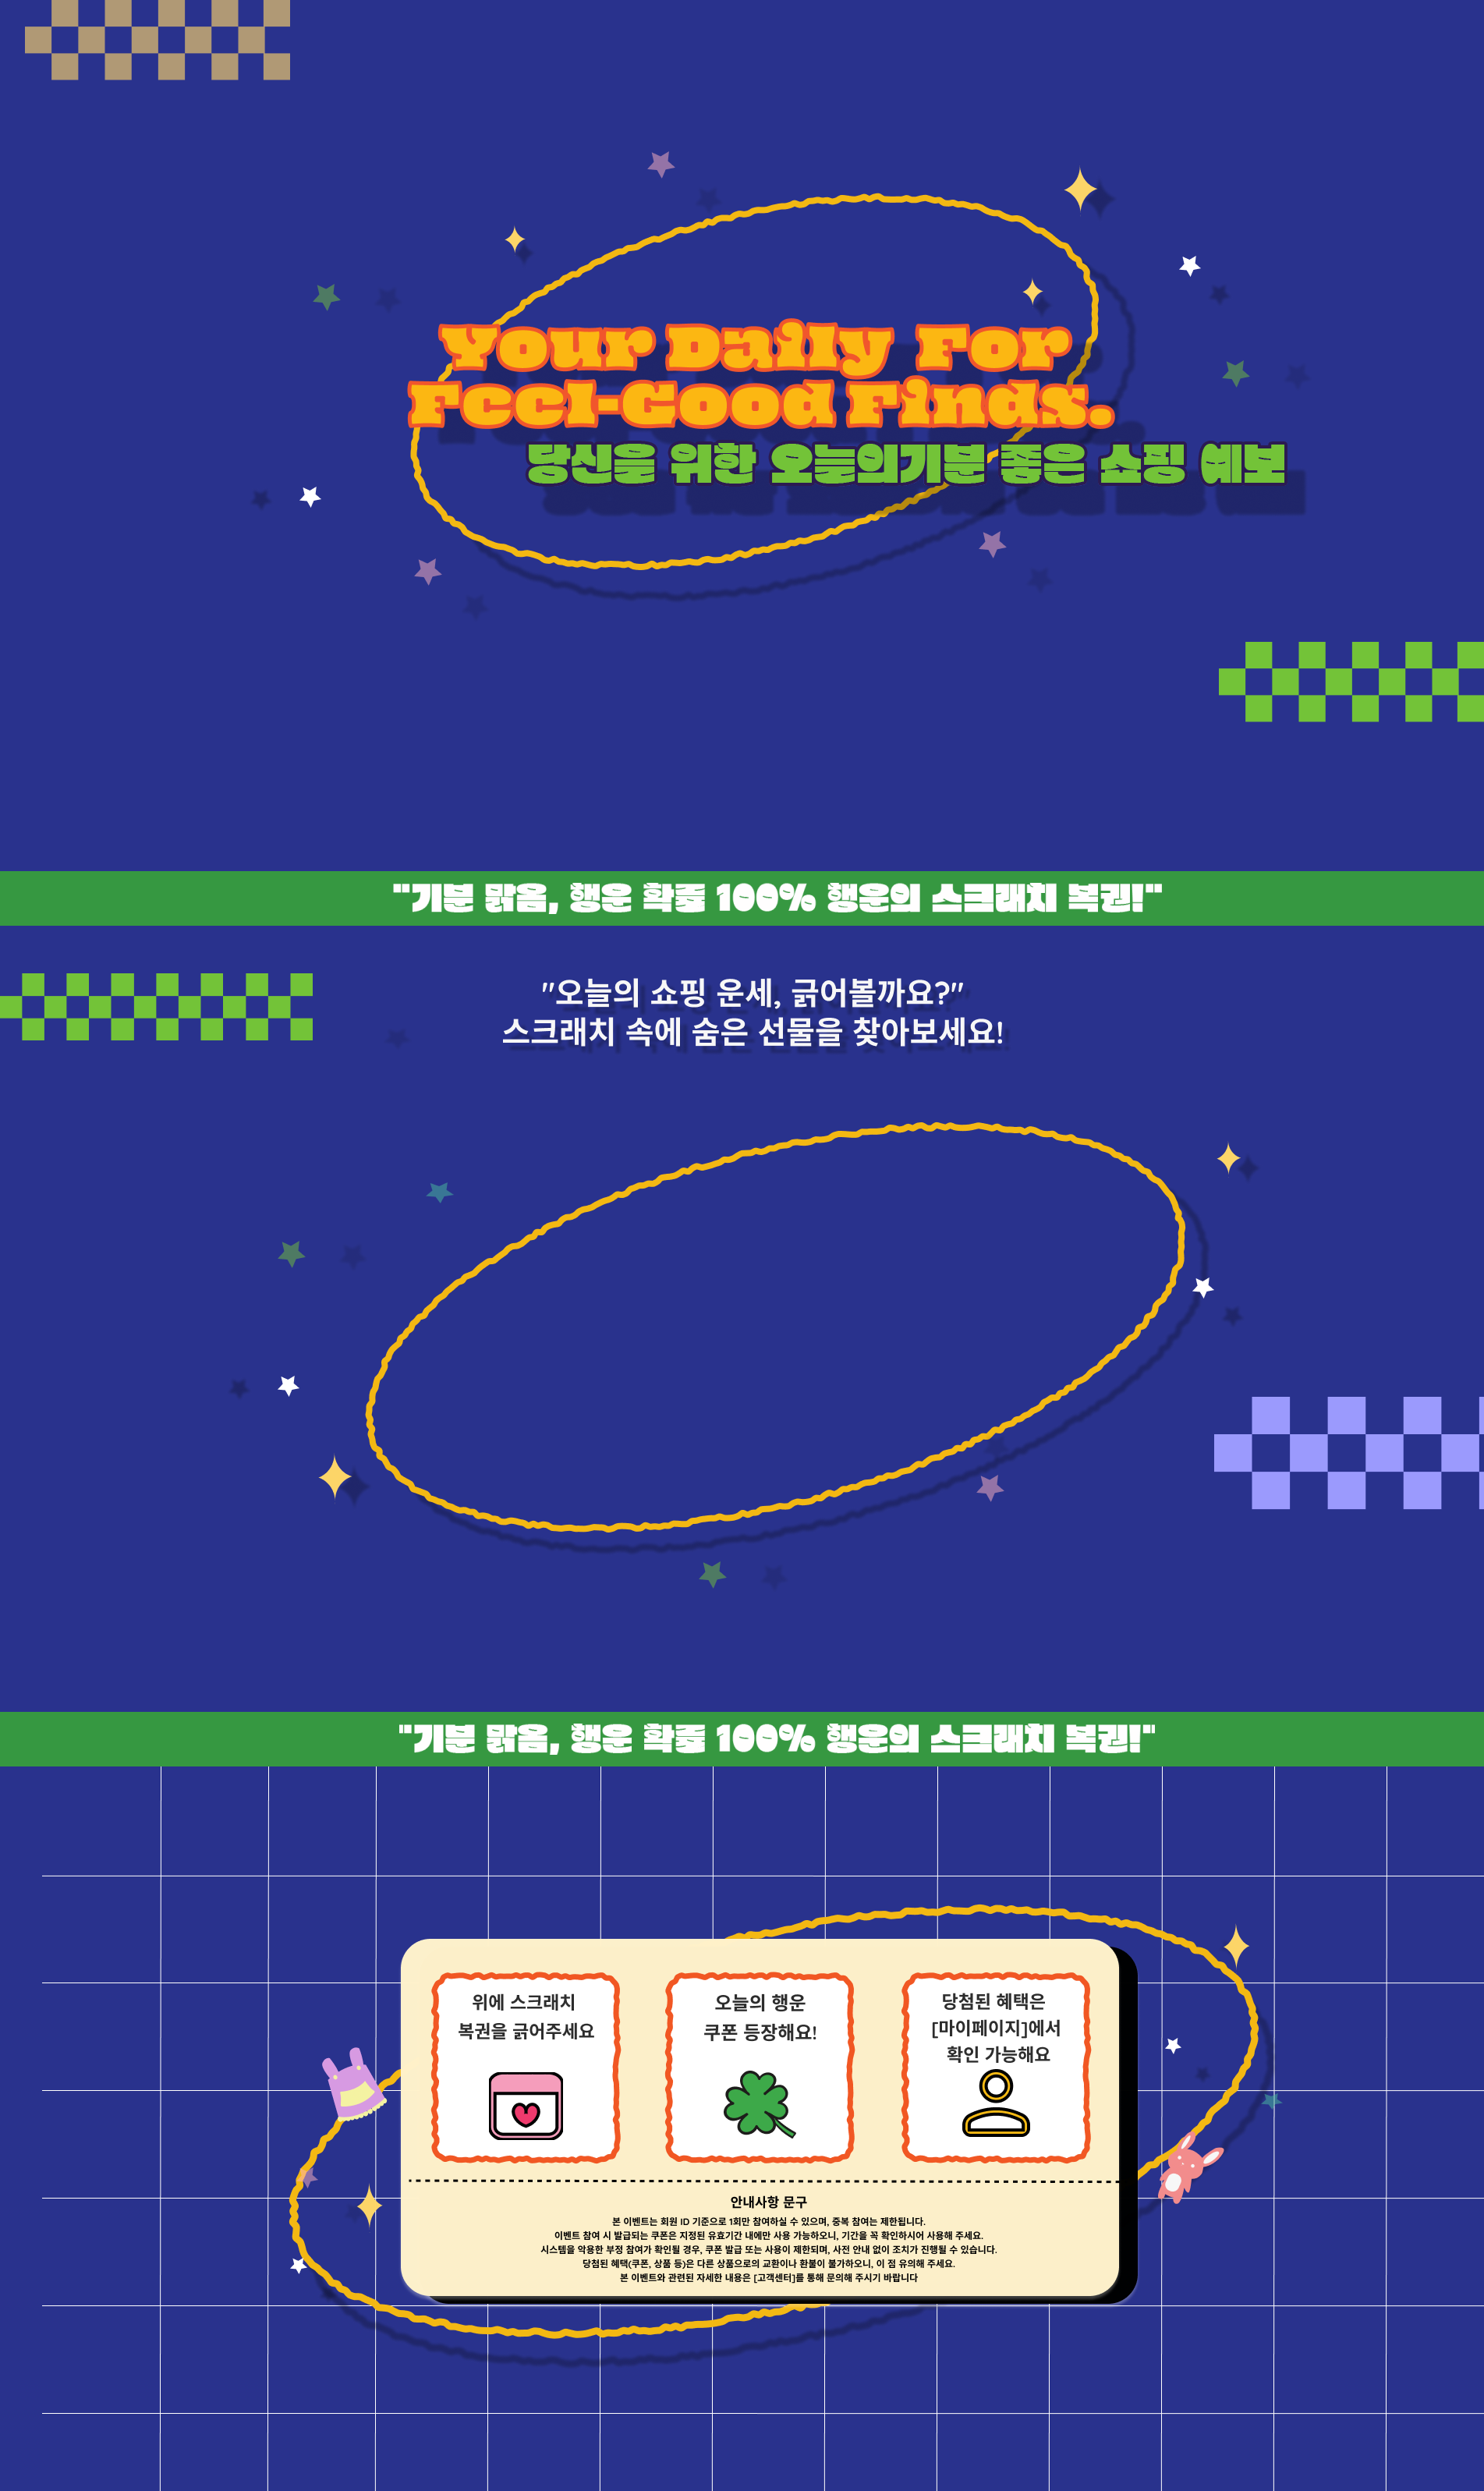 Your Daily For
Feel-Good Finds.
당신을 위한 오늘의기분 좋은 쇼핑 예보
"기분 맑음, 행운 확률 100% 행운의 스크래치 복권!"
"오늘의 쇼핑 운세, 긁어볼까요?"
스크래치 속에 숨은 선물을 찾아보세요!
"기분 맑음, 행운 확률 100% 행운의 스크래치 복권!"
위에 스크래치
복권을 긁어주세요
오늘의 행운
쿠폰 등장해요!
당첨된 혜택은
[마이페이지]에서
확인 가능해요
안내사항 문구
본 이벤트는 회원 ID 기준으로 1회만 참여하실 수 있으며, 중복 참여는 제한됩니다.
이벤트 참여 시 발급되는 쿠폰은 지정된 유효기간 내에만 사용 가능하오니, 기간을 꼭 확인하시어 사용해 주세요.
시스템을 악용한 부정 참여가 확인될 경우, 쿠폰 발급 또는 사용이 제한되며, 사전 안내 없이 조치가 진행될 수 있습니다.
당첨된 혜택(쿠폰, 상품 등)은 다른 상품으로의 교환이나 환불이 불가하오니, 이 점 유의해 주세요.
본 이벤트와 관련된 자세한 내용은 [고객센터]를 통해 문의해 주시기 바랍니다